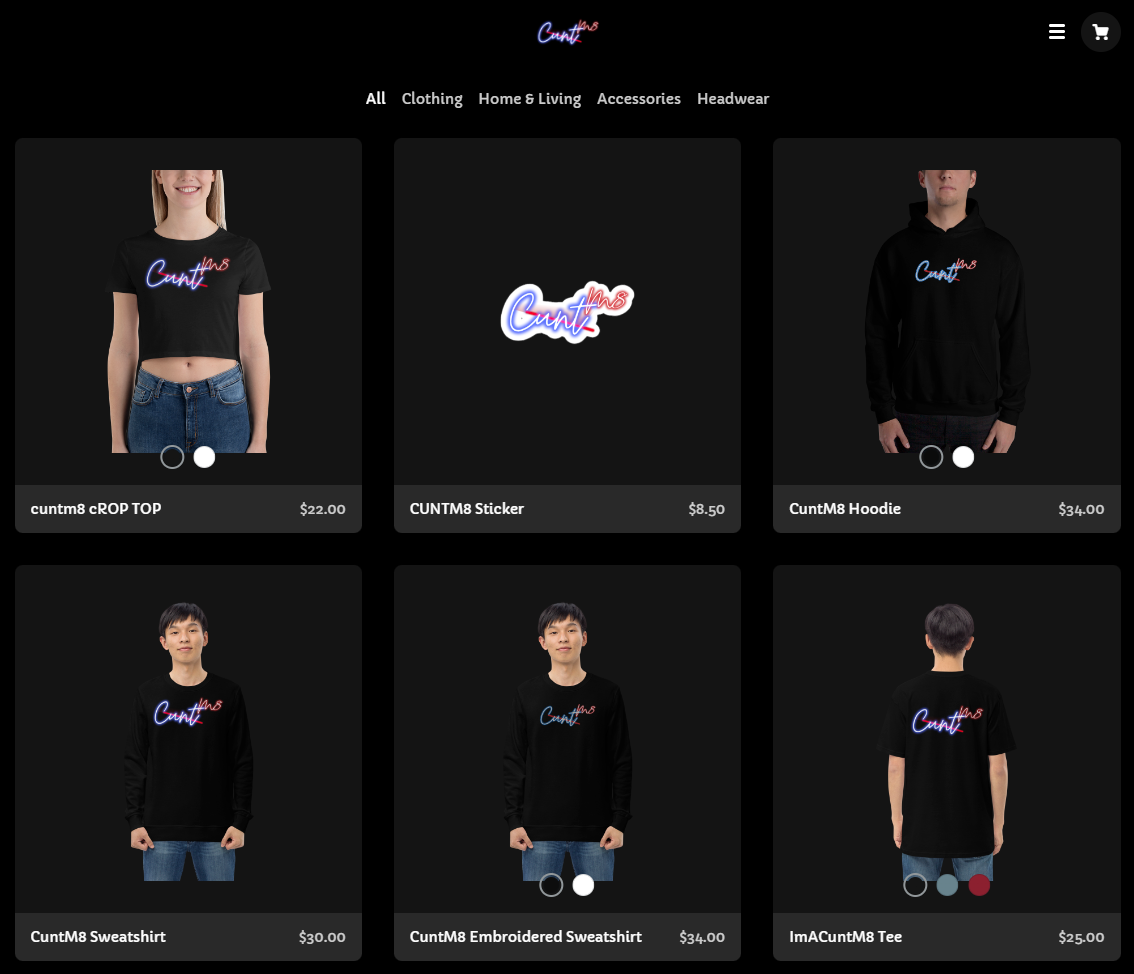 Cunt M8
All Clothing Home & Living Accessories Headwear
Cunt M8
Cunt M8
Cunt M8
cuntm8 cROP TOP $22.00
CUNTM8 Sticker $8.50
CuntM8 Hoodie $34.00
Cunt M8
Cunt M8
Cunt M8
CuntM8 Sweatshirt $30.00
CuntM8 Embroidered Sweatshirt $34.00
ImACuntM8 Tee $25.00